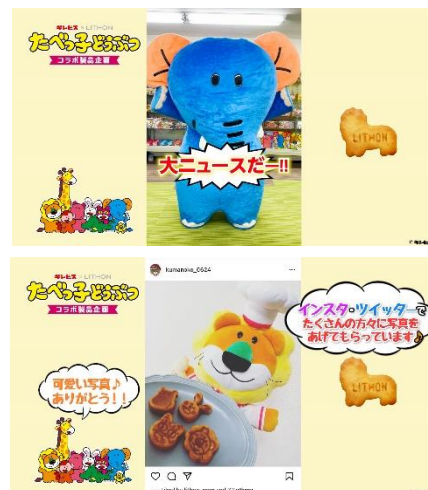 ギンビス × LITHON
たべっ子どうぶつ
コラボ製品企画
大ニュースだー!!
LITHON
ギンビス × LITHON
たべっ子どうぶつ
コラボ製品企画
可愛い写真♪
ありがとう！！
kumanoko_0624
インスタ・ツイッターで
たくさんの方々に写真を
あげてもらっています♪
LITHON